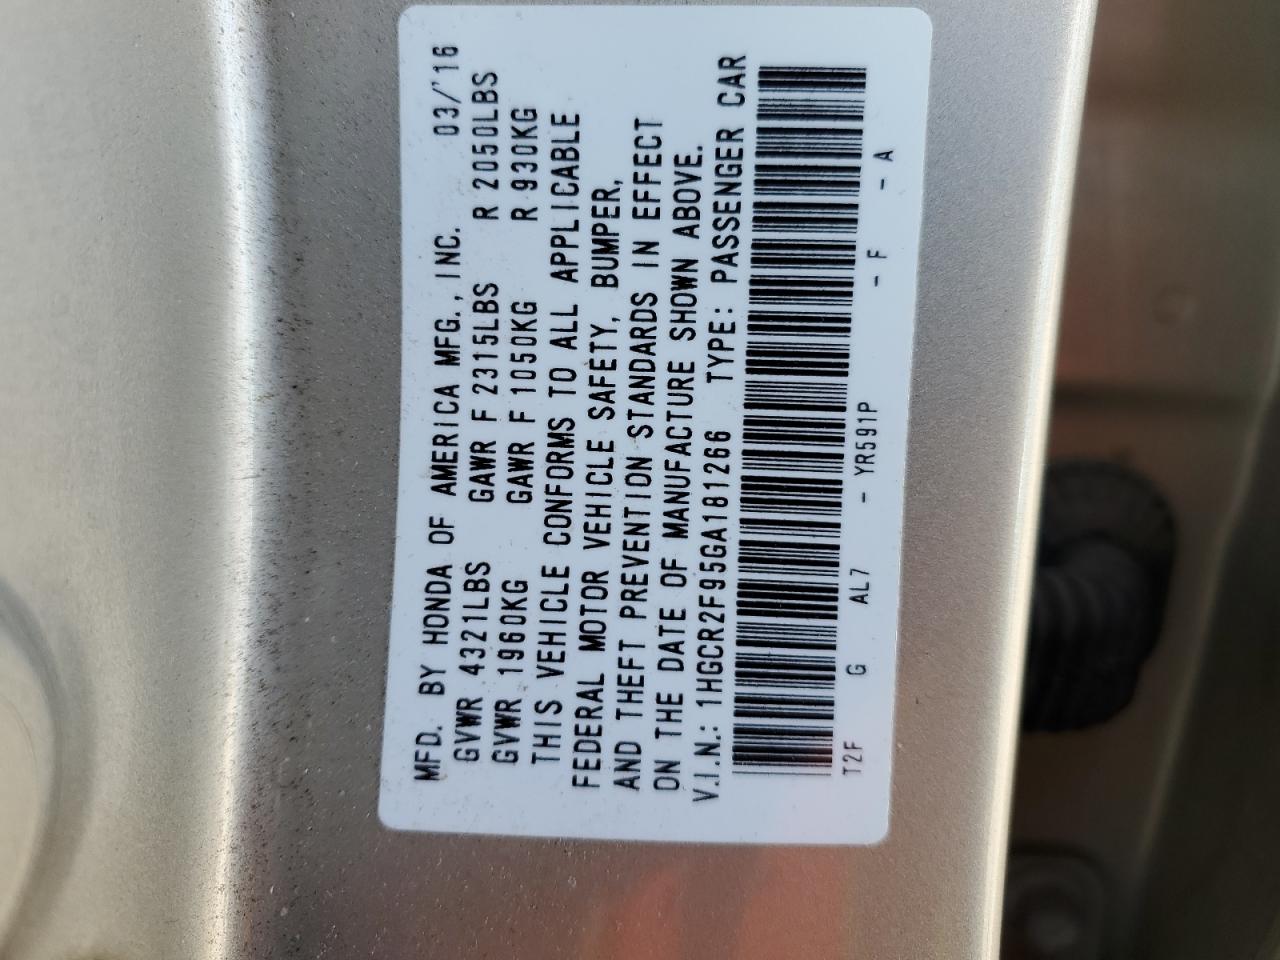 MFD. BY HONDA OF AMERICA MFG., INC. 03/'16
GVWR 4321LBS GAWR F 2315LBS R 2050LBS
GVWR 1960KG GAWR F 1050KG R 930KG
THIS VEHICLE CONFORMS TO ALL APPLICABLE
FEDERAL MOTOR VEHICLE SAFETY, BUMPER,
AND THEFT PREVENTION STANDARDS IN EFFECT
ON THE DATE OF MANUFACTURE SHOWN ABOVE.
V.I.N.: 1HGCR2F95GA181266 TYPE: PASSENGER CAR
T2F G AL7 - YR591P - F - A